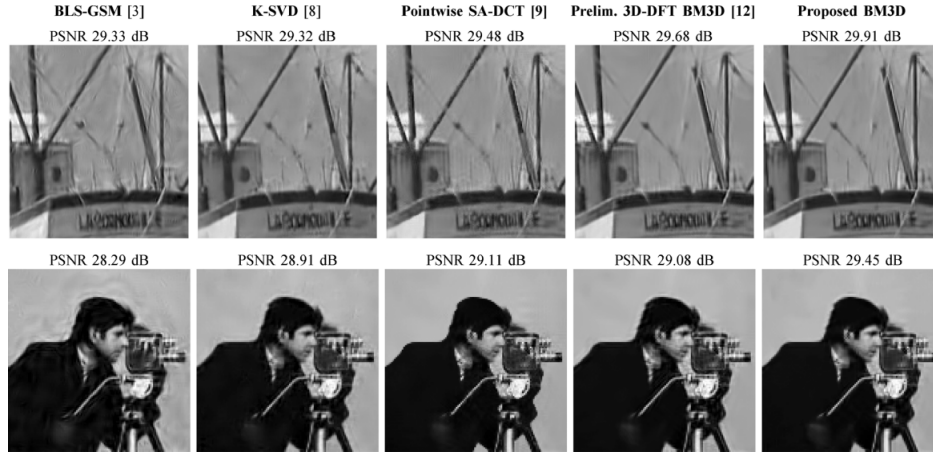 BLS-GSM [3] K-SVD [8] Pointwise SA-DCT [9] Prelim. 3D-DFT BM3D [12] Proposed BM3D
PSNR 29.33 dB PSNR 29.32 dB PSNR 29.48 dB PSNR 29.68 dB PSNR 29.91 dB
PSNR 28.29 dB PSNR 28.91 dB PSNR 29.11 dB PSNR 29.08 dB PSNR 29.45 dB